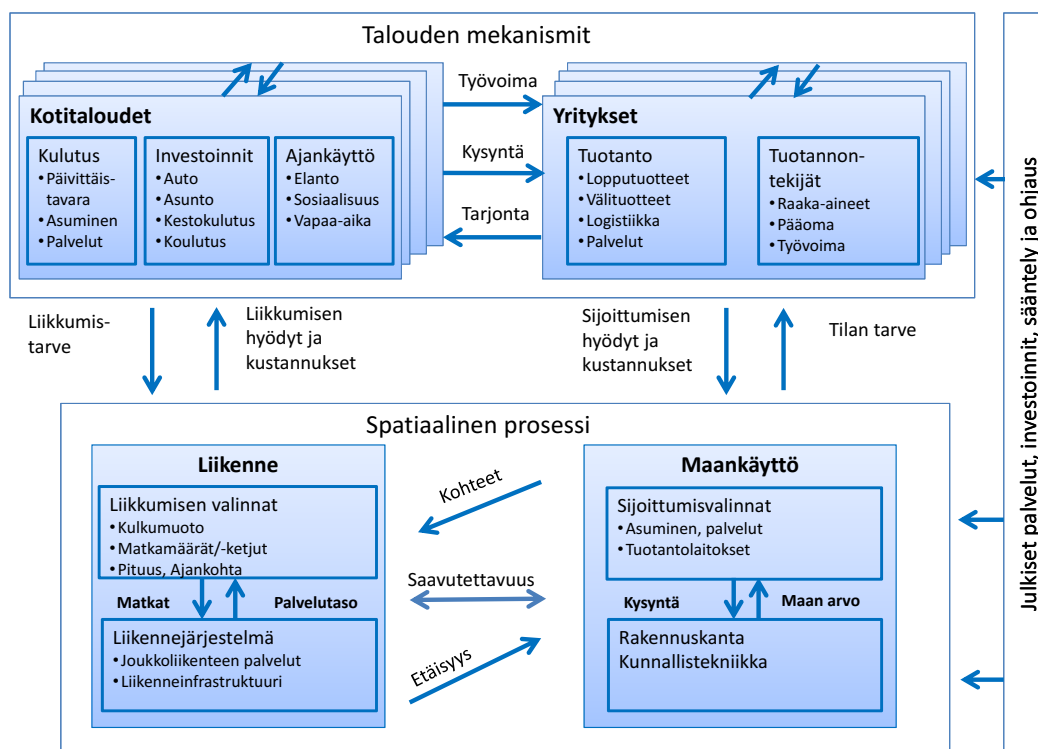 Talouden mekanismit
Kotitaloudet
Kulutus
• Päivittäis-
tavara
• Asuminen
• Palvelut
Investoinnit
• Auto
• Asunto
• Kestokulutus
• Koulutus
Ajankäyttö
• Elanto
• Sosiaalisuus
• Vapaa-aika
Työvoima
Kysyntä
Tarjonta
Yritykset
Tuotanto
• Lopputuotteet
• Välituotteet
• Logistiikka
• Palvelut
Tuotannon-
tekijät
• Raaka-aineet
• Pääoma
• Työvoima
Liikkumis-
tarve
Liikkumisen
hyödyt ja
kustannukset
Sijoittumisen
hyödyt ja
kustannukset
Tilan tarve
Spatiaalinen prosessi
Liikenne
Liikkumisen valinnat
• Kulkumuoto
• Matkamäärät/-ketjut
• Pituus, Ajankohta
Matkat
Palvelutaso
Liikennejärjestelmä
• Joukkoliikenteen palvelut
• Liikenneinfrastruktuuri
Kohteet
Saavutettavuus
Etäisyys
Maankäyttö
Sijoittumisvalinnat
• Asuminen, palvelut
• Tuotantolaitokset
Kysyntä
Maan arvo
Rakennuskanta
Kunnallistekniikka
Julkiset palvelut, investoinnit, sääntely ja ohjaus